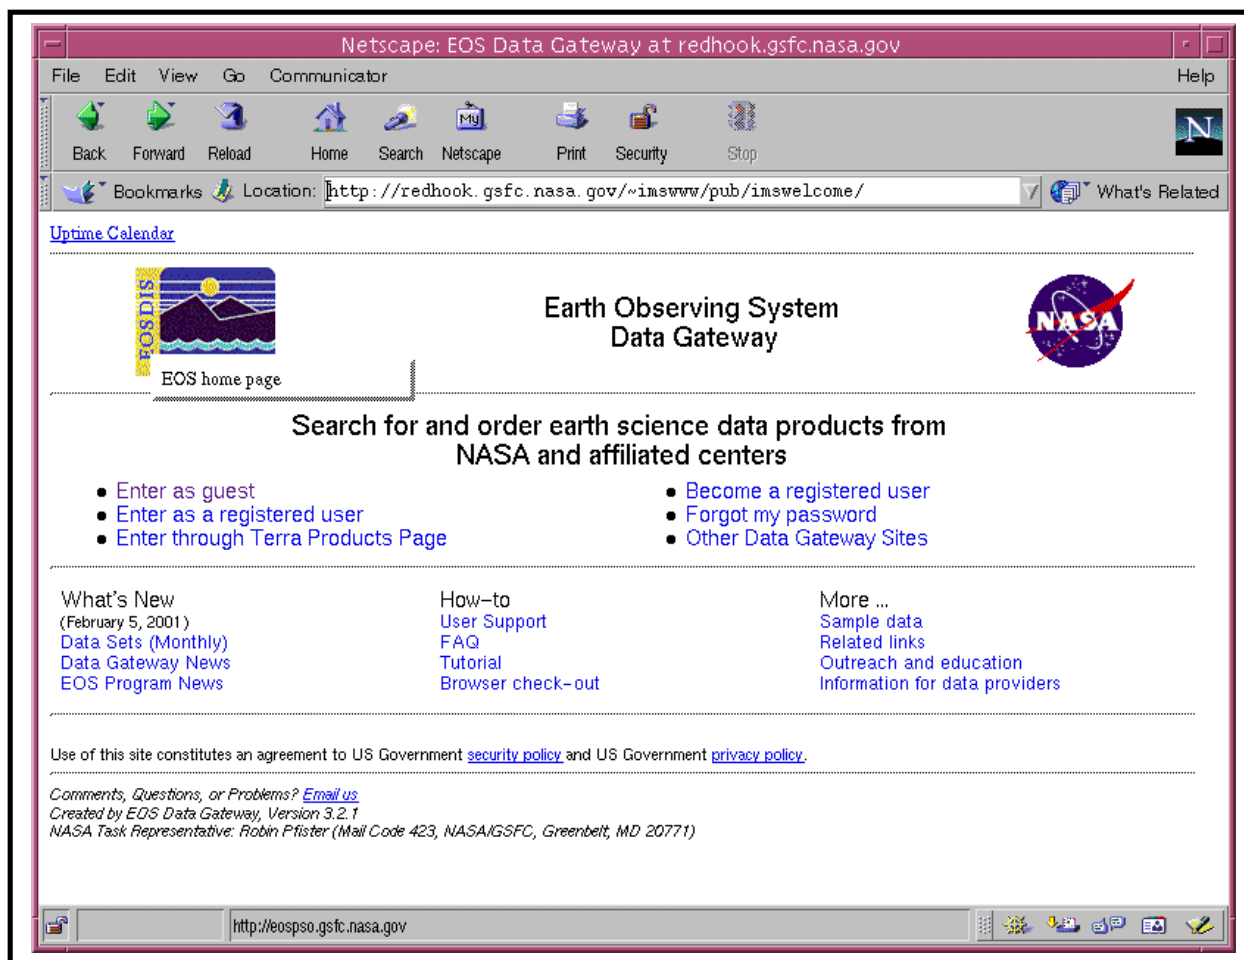 Netscape: EOS Data Gateway at redhook.gsfc.nasa.gov
File Edit View Go Communicator Help
My N
Back Forward Reload Home Search Netscape Print Security Stop
Bookmarks Location: http://redhook.gsfc.nasa.gov/~imswww/pub/imswelcome/ What's Related
Uptime Calendar
EOSDIS
Earth Observing System
Data Gateway
NASA
EOS home page
Search for and order earth science data products from
NASA and affiliated centers
Enter as guest
Enter as a registered user
Enter through Terra Products Page
Become a registered user
Forgot my password
Other Data Gateway Sites
What's New
(February 5, 2001)
Data Sets (Monthly)
Data Gateway News
EOS Program News
How-to
User Support
FAQ
Tutorial
Browser check-out
More ...
Sample data
Related links
Outreach and education
Information for data providers
Use of this site constitutes an agreement to US Government security policy and US Government privacy policy.
Comments, Questions, or Problems? Email us
Created by EOS Data Gateway, Version 3.2.1
NASA Task Representative: Robin Pfister (Mail Code 423, NASA/GSFC, Greenbelt, MD 20771)
http://eospso.gsfc.nasa.gov